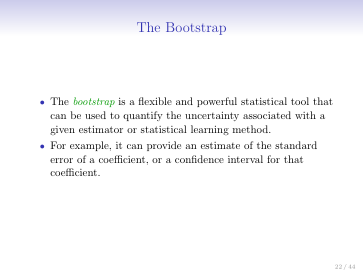 The Bootstrap
• The bootstrap is a flexible and powerful statistical tool that
can be used to quantify the uncertainty associated with a
given estimator or statistical learning method.
• For example, it can provide an estimate of the standard
error of a coefficient, or a confidence interval for that
coefficient.
22 / 44